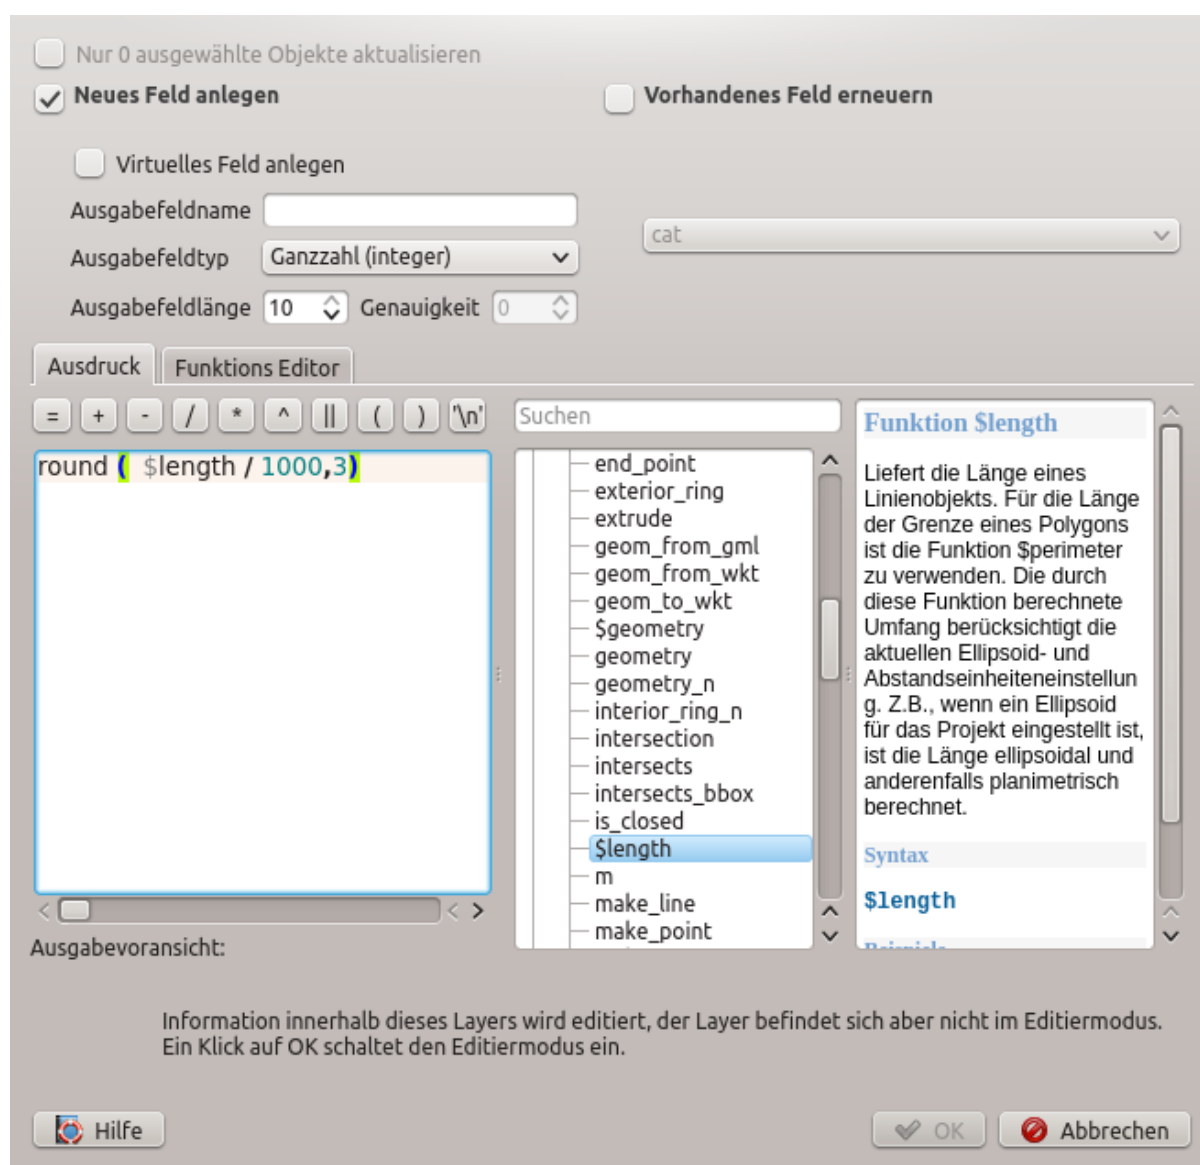 Nur 0 ausgewählte Objekte aktualisieren
Neues Feld anlegen
Vorhandenes Feld erneuern
Virtuelles Feld anlegen
Ausgabefeldname
cat
Ausgabefeldtyp Ganzzahl (integer)
Ausgabefeldlänge 10 Genauigkeit 0
Ausdruck Funktions Editor
= + - / * ^ || ( ) '\n'
round ( $length / 1000,3)
Suchen
end_point
exterior_ring
extrude
geom_from_gml
geom_from_wkt
geom_to_wkt
$geometry
geometry
geometry_n
interior_ring_n
intersection
intersects
intersects_bbox
is_closed
$length
m
make_line
make_point
Funktion $length
Liefert die Länge eines
Linienobjekts. Für die Länge
der Grenze eines Polygons
ist die Funktion $perimeter
zu verwenden. Die durch
diese Funktion berechnete
Umfang berücksichtigt die
aktuellen Ellipsoid- und
Abstandseinheiteneinstellun
g. Z.B., wenn ein Ellipsoid
für das Projekt eingestellt ist,
ist die Länge ellipsoidal und
anderenfalls planimetrisch
berechnet.
Syntax
$length
Ausgabevoransicht:
Information innerhalb dieses Layers wird editiert, der Layer befindet sich aber nicht im Editiermodus.
Ein Klick auf OK schaltet den Editiermodus ein.
Hilfe
OK
Abbrechen